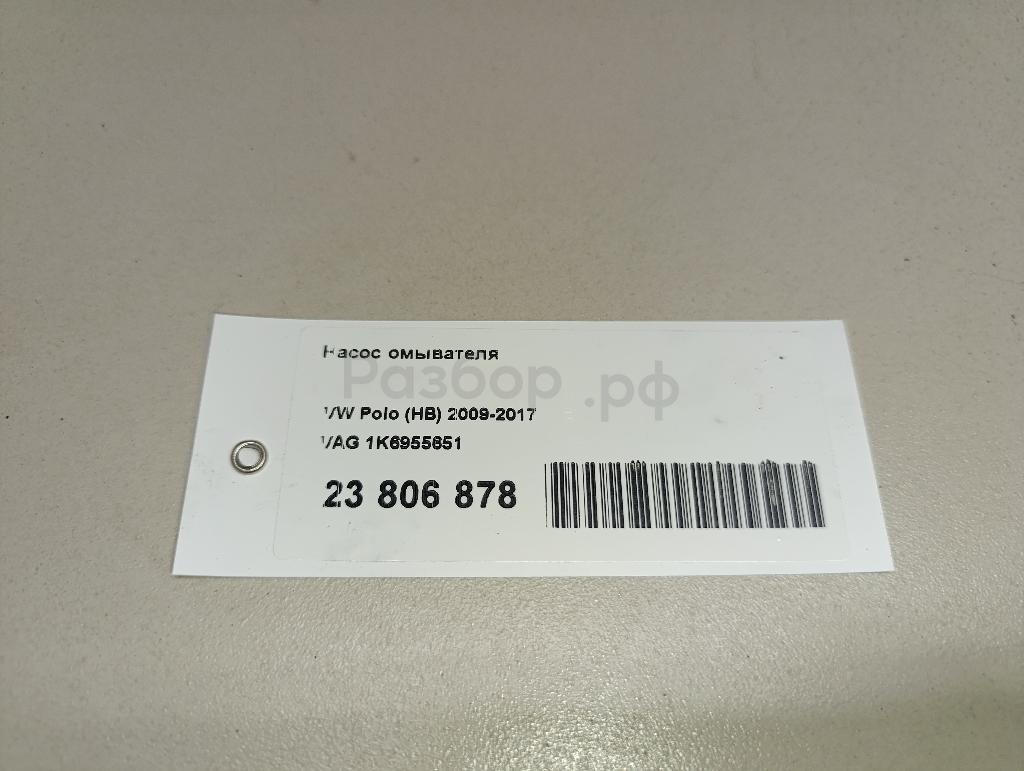 Насос омывателя
Разбор.рф
VW Polo (HB) 2009-2017
VAG 1K6955651
23 806 878